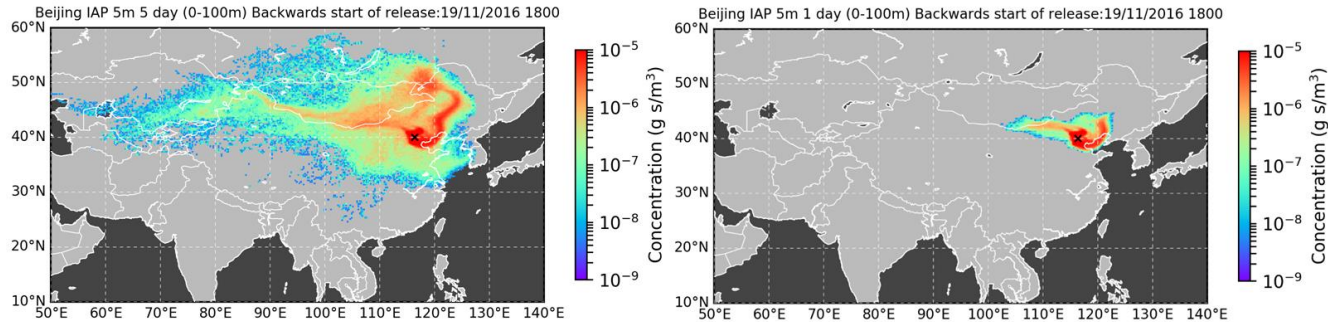 Beijing IAP 5m 5 day (0-100m) Backwards start of release:19/11/2016 1800
50°N
40°N
30°N
20°N
10°N
50°E 60°E 70°E 80°E 90°E 100°E 110°E 120°E 130°E 140°E
10⁻⁵
10⁻⁶
10⁻⁷
10⁻⁸
10⁻⁹
Concentration (g s/m³)
Beijing IAP 5m 1 day (0-100m) Backwards start of release:19/11/2016 1800
60°N
50°N
40°N
30°N
20°N
10°N
50°E 60°E 70°E 80°E 90°E 100°E 110°E 120°E 130°E 140°E
10⁻⁵
10⁻⁶
10⁻⁷
10⁻⁸
10⁻⁹
Concentration (g s/m³)